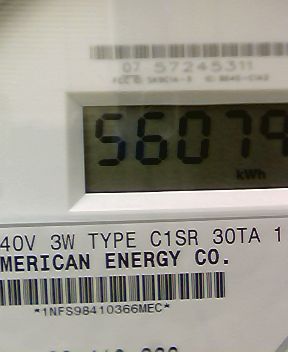 07 57245311
56079
kWh
40V 3W TYPE C1SR 30TA 1
MERICAN ENERGY CO.
*1NFS98410366MEC*